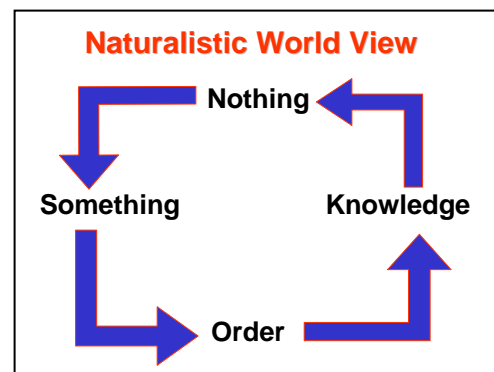 Naturalistic World View
Nothing
Something
Knowledge
Order